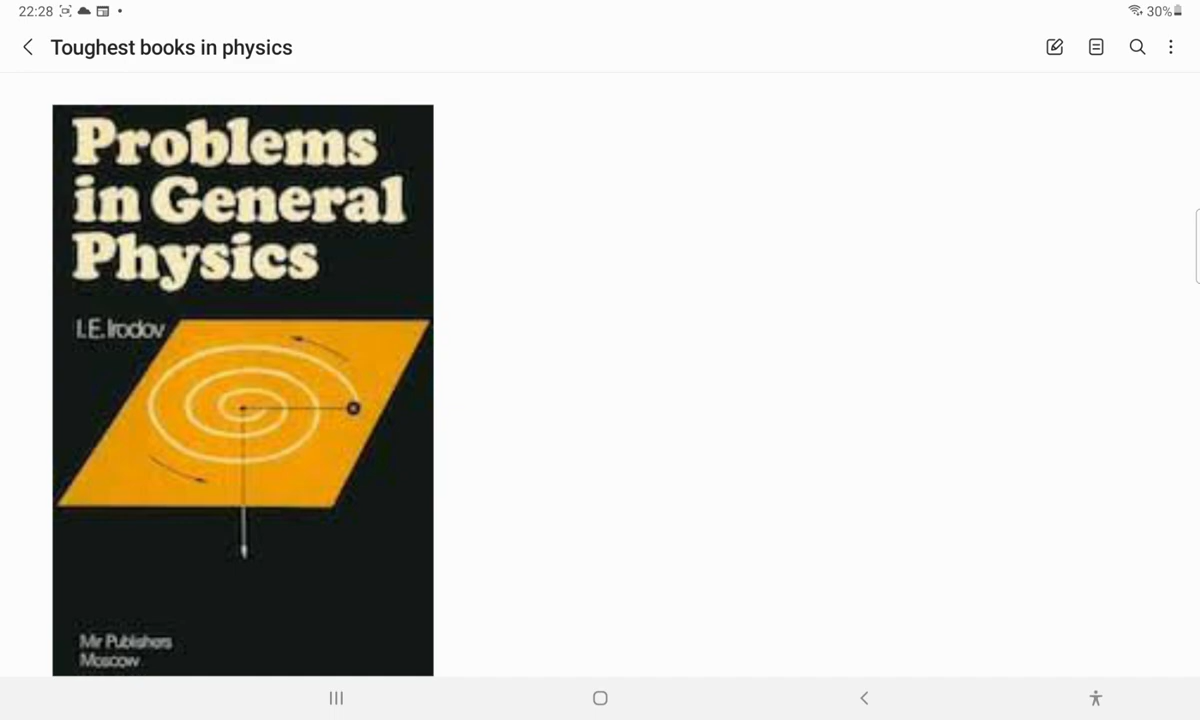 22:28
30%
Toughest books in physics
Problems
in General
Physics
I.E.Irodov
Mir Publishers
Moscow